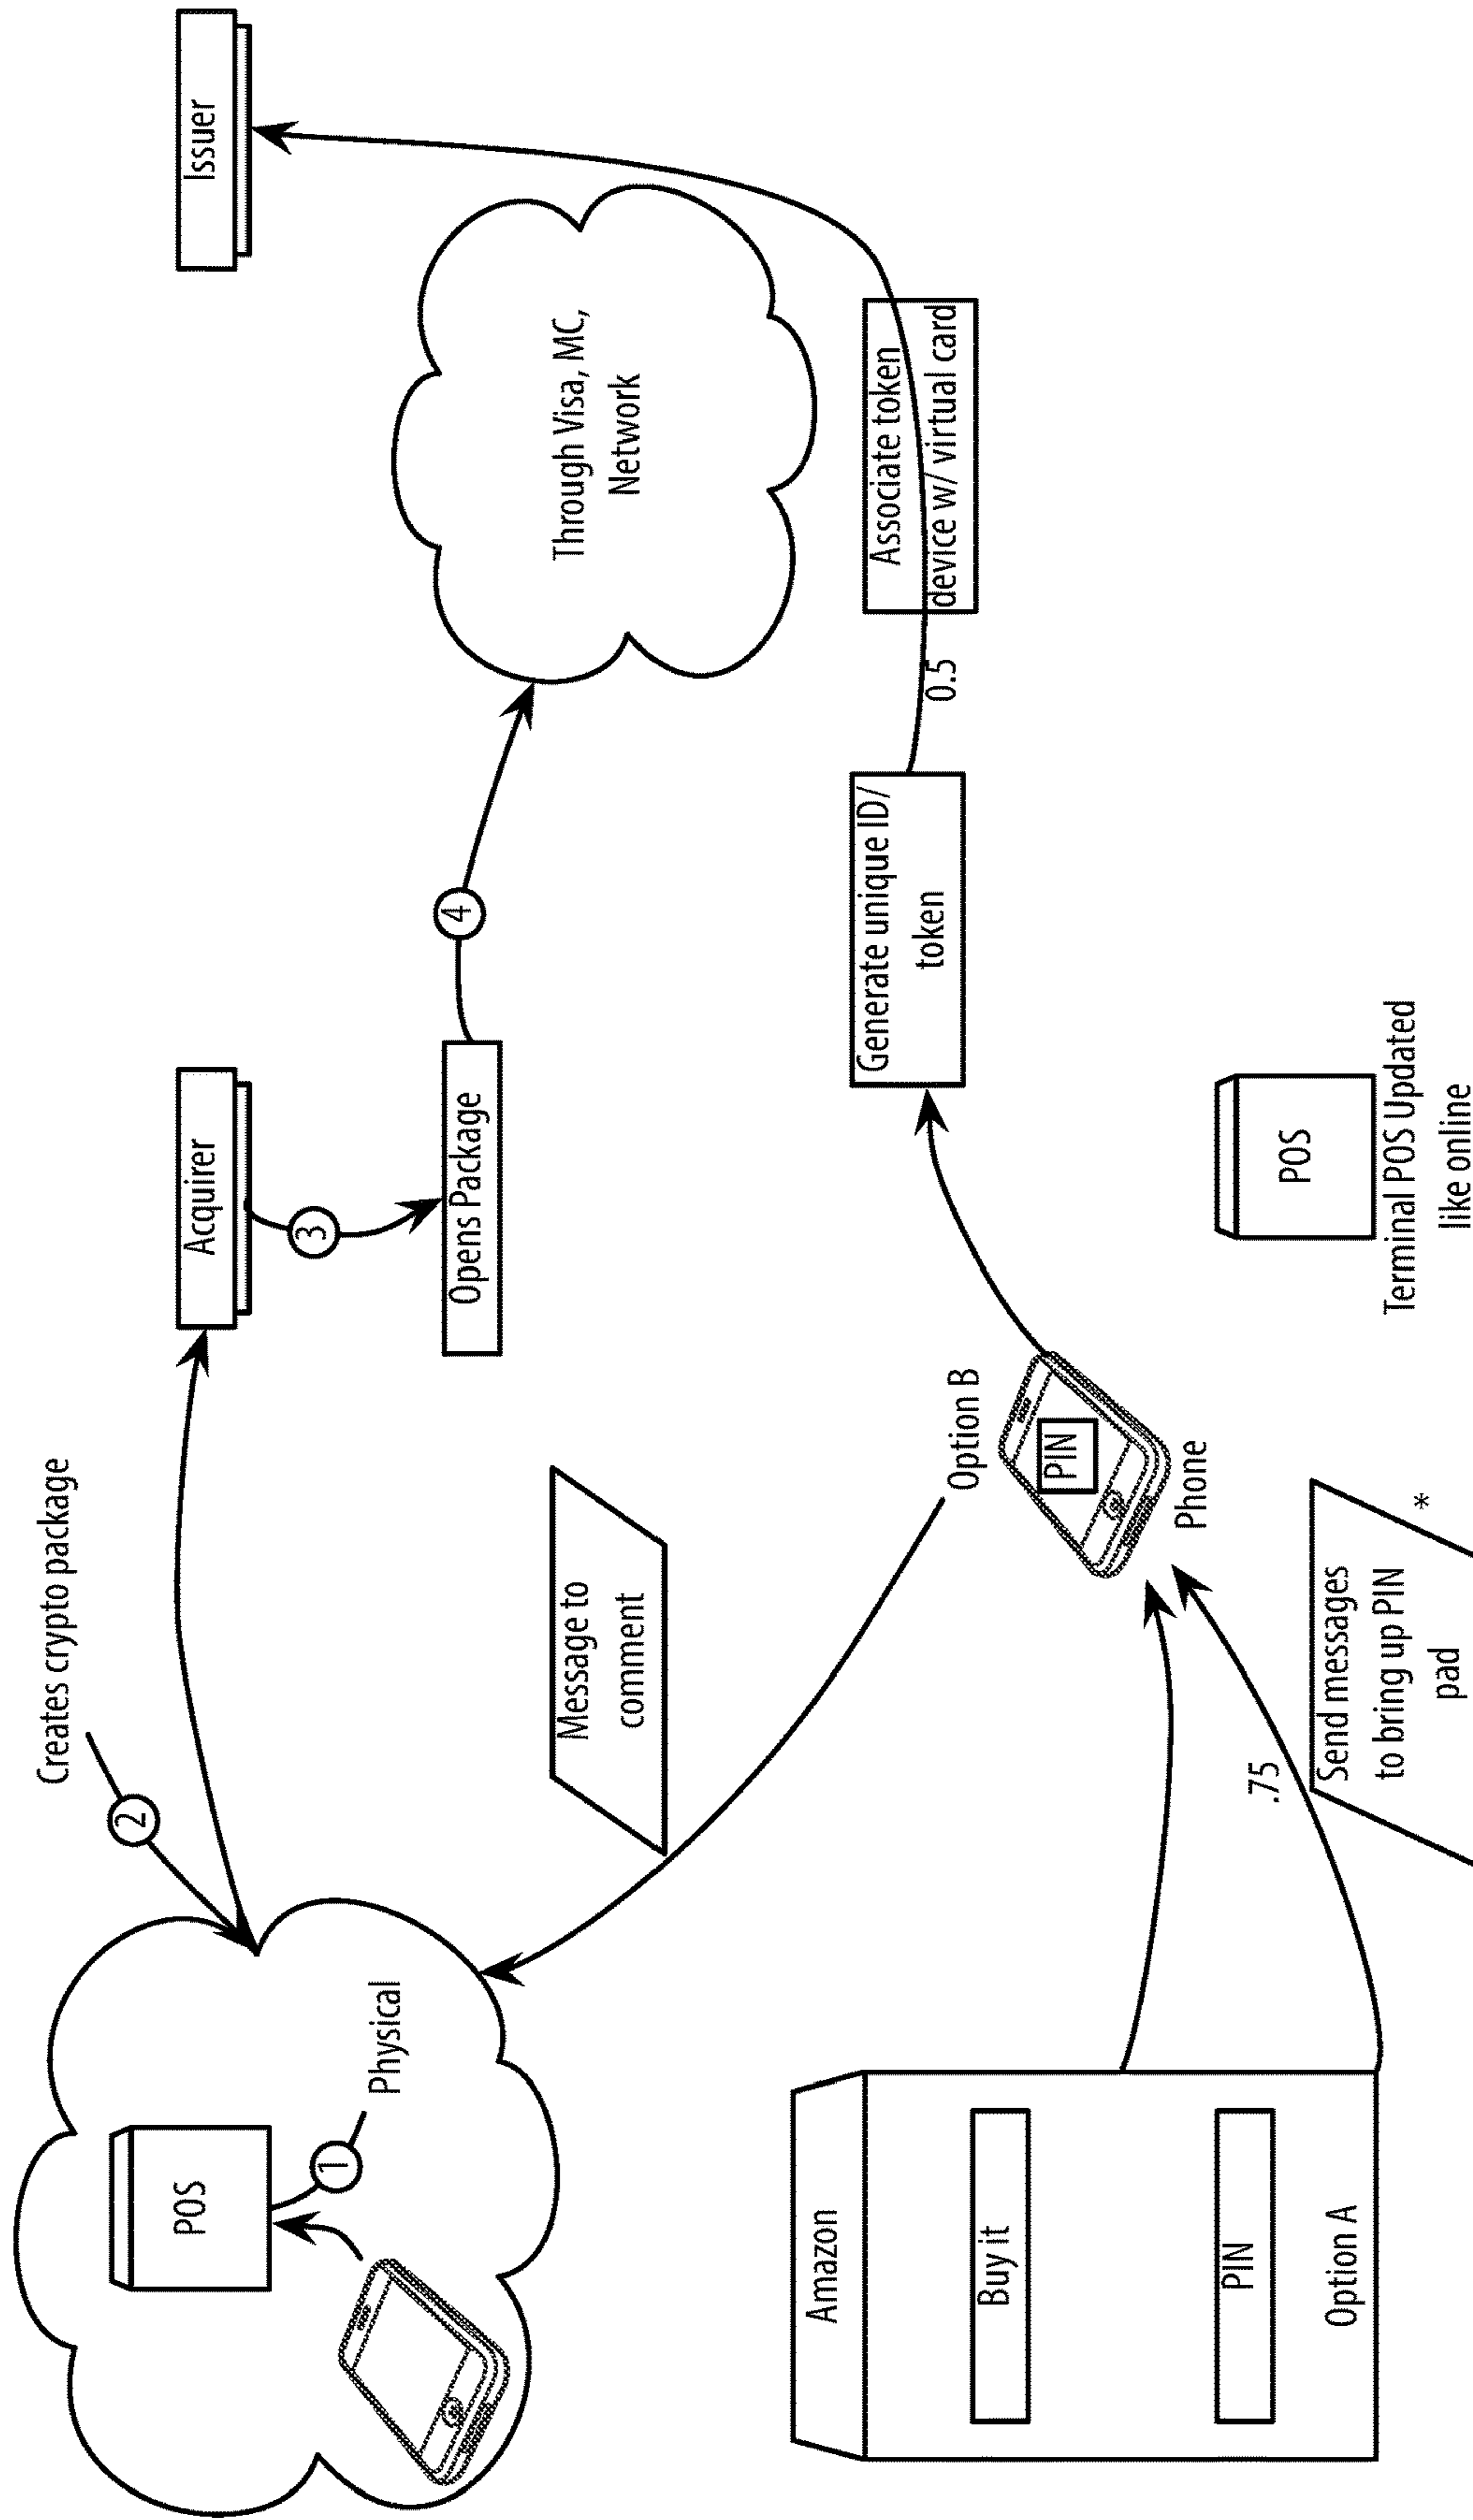 Creates crypto package
2
POS
1
Physical
Acquirer
3
Opens Package
4
Issuer
Through Visa, MC,
Network
Message to
comment
Option B
PIN
Phone
Generate unique ID/
token
0.5
Associate token
device w/ virtual card
Amazon
Buy it
PIN
Option A
.75
Send messages
to bring up PIN
pad
*
POS
Terminal POS Updated
like online